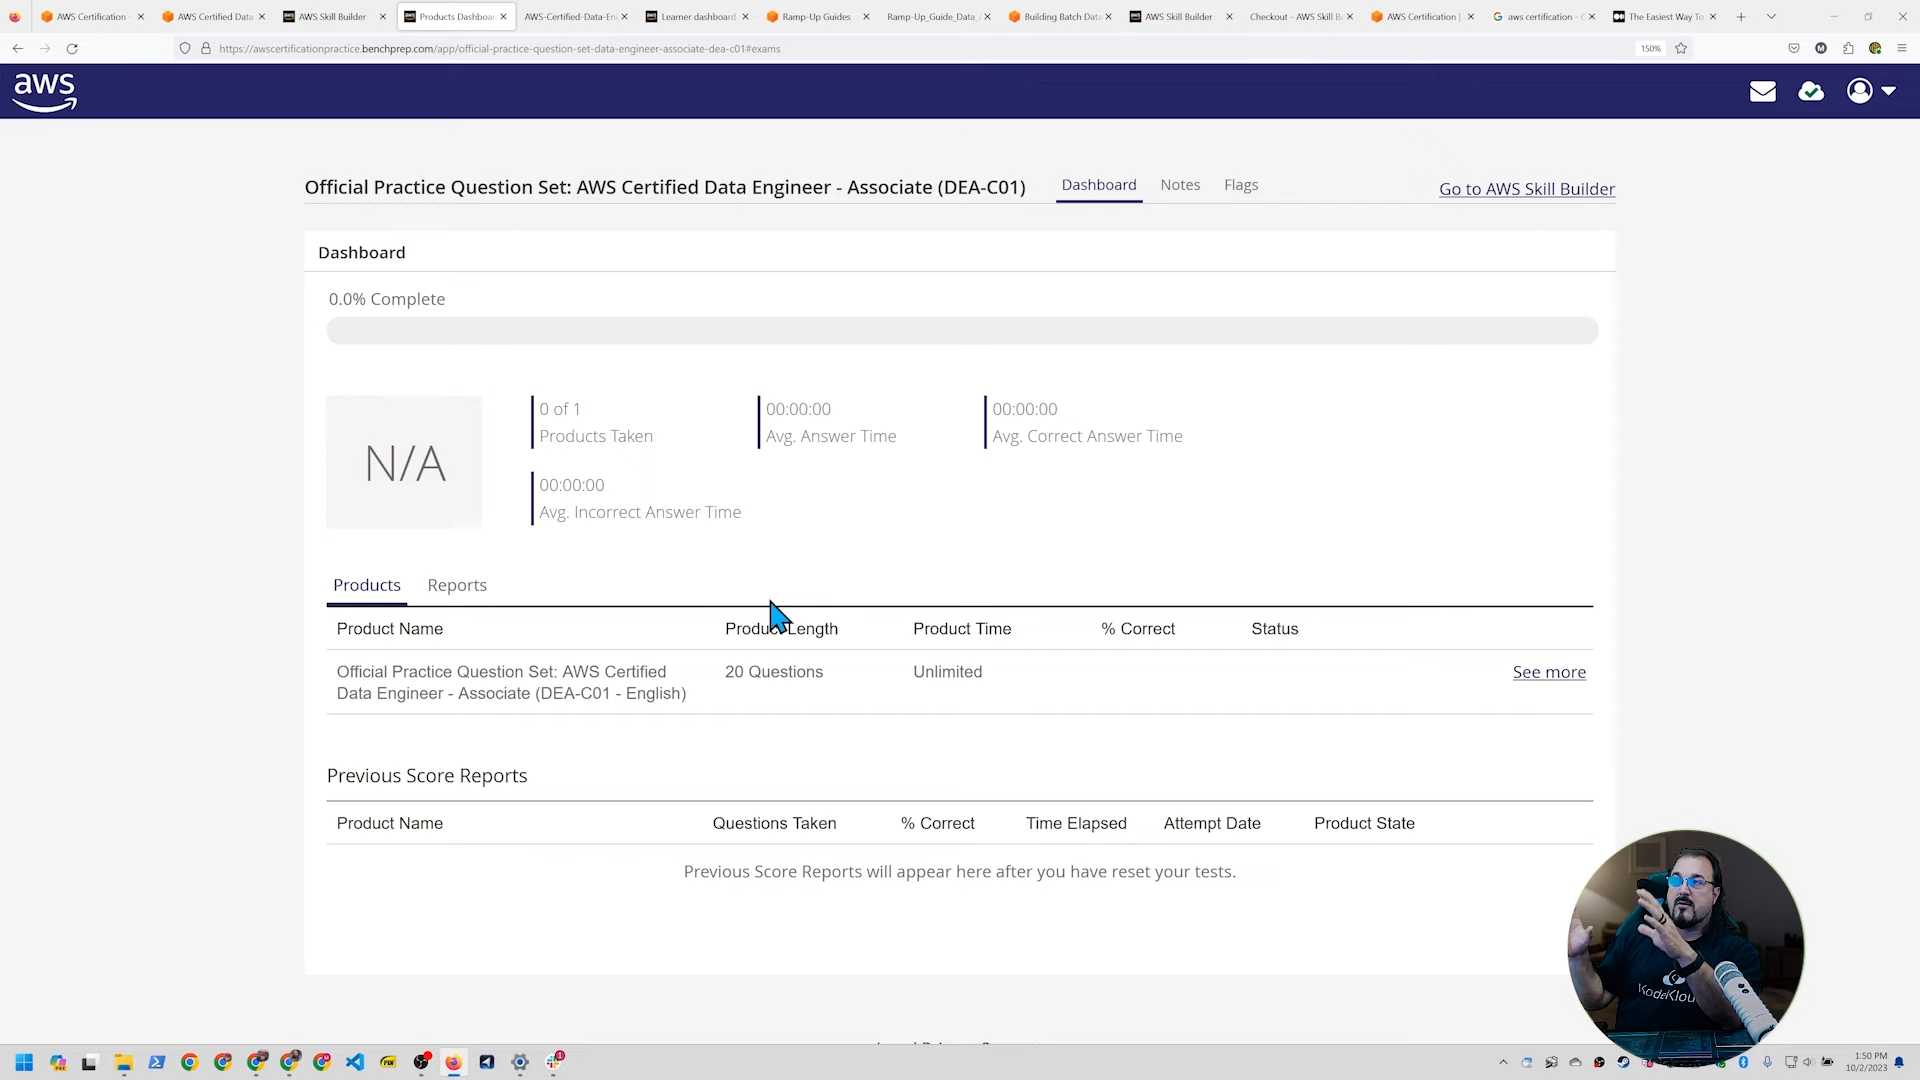 AWS Certification -
AWS Certified Data
AWS Skill Builder
Products Dashboar
AWS-Certified-Data-En
Learner dashboard
Ramp-Up Guides
Ramp-Up_Guide_Data_
Building Batch Data
AWS Skill Builder
Checkout - AWS Skill B
AWS Certification | 
aws certification - 
The Easiest Way To
https://awscertificationpractice.benchprep.com/app/official-practice-question-set-data-engineer-associate-dea-c01#exams
150%
aws
Official Practice Question Set: AWS Certified Data Engineer - Associate (DEA-C01)
Dashboard
Notes
Flags
Go to AWS Skill Builder
Dashboard
0.0% Complete
N/A
0 of 1
Products Taken
00:00:00
Avg. Answer Time
00:00:00
Avg. Correct Answer Time
00:00:00
Avg. Incorrect Answer Time
Products
Reports
Product Name
Product Length
Product Time
% Correct
Status
Official Practice Question Set: AWS Certified
Data Engineer - Associate (DEA-C01 - English)
20 Questions
Unlimited
See more
Previous Score Reports
Product Name
Questions Taken
% Correct
Time Elapsed
Attempt Date
Product State
Previous Score Reports will appear here after you have reset your tests.
KodeKlou
1:50 PM
10/2/2023